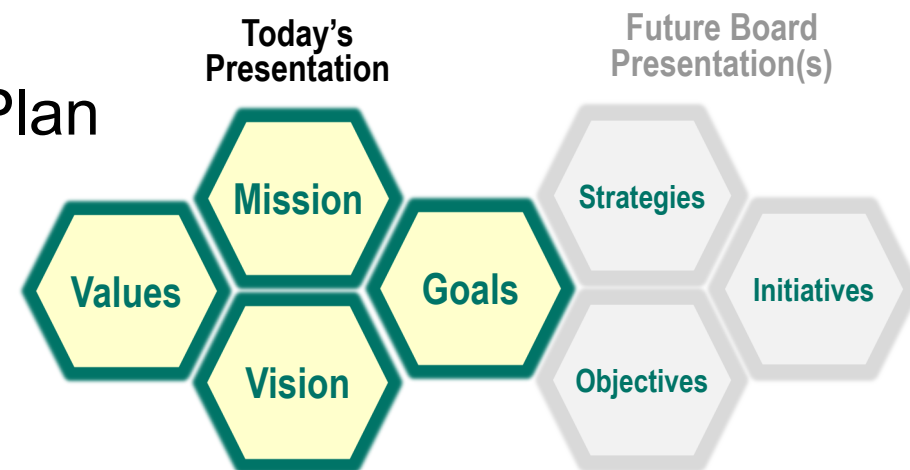 Today’s
Presentation
Future Board
Presentation(s)
Plan
Mission
Strategies
Values
Goals
Initiatives
Vision
Objectives